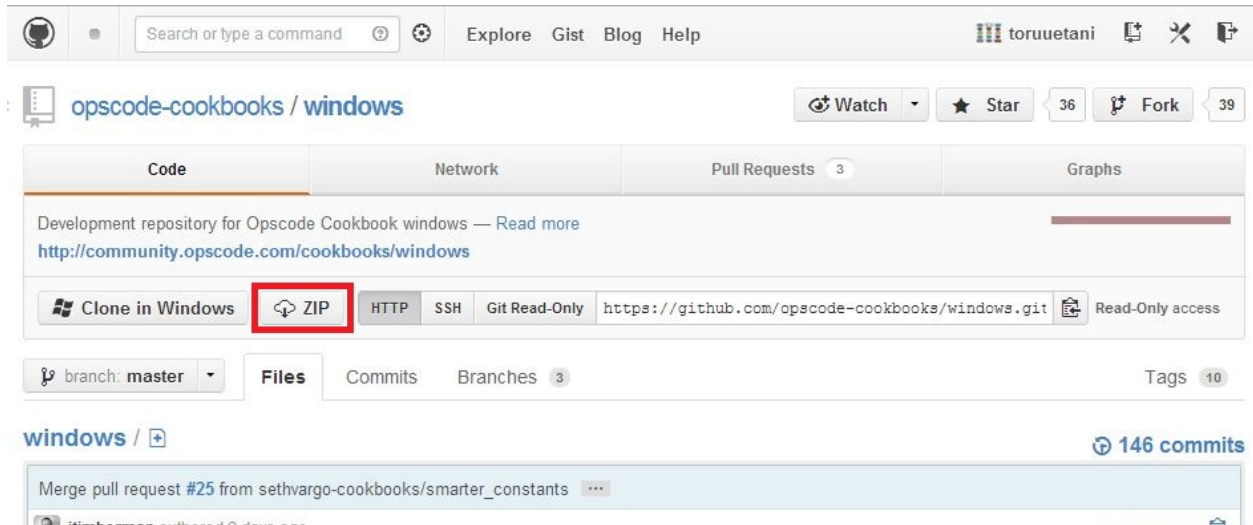 Search or type a command Explore Gist Blog Help toruuetani
opscode-cookbooks / windows Watch Star 36 Fork 39
Code Network Pull Requests 3 Graphs
Development repository for Opscode Cookbook windows — Read more
http://community.opscode.com/cookbooks/windows
Clone in Windows ZIP HTTP SSH Git Read-Only https://github.com/opscode-cookbooks/windows.git Read-Only access
branch: master Files Commits Branches 3 Tags 10
windows / 146 commits
Merge pull request #25 from sethvargo-cookbooks/smarter_constants ...